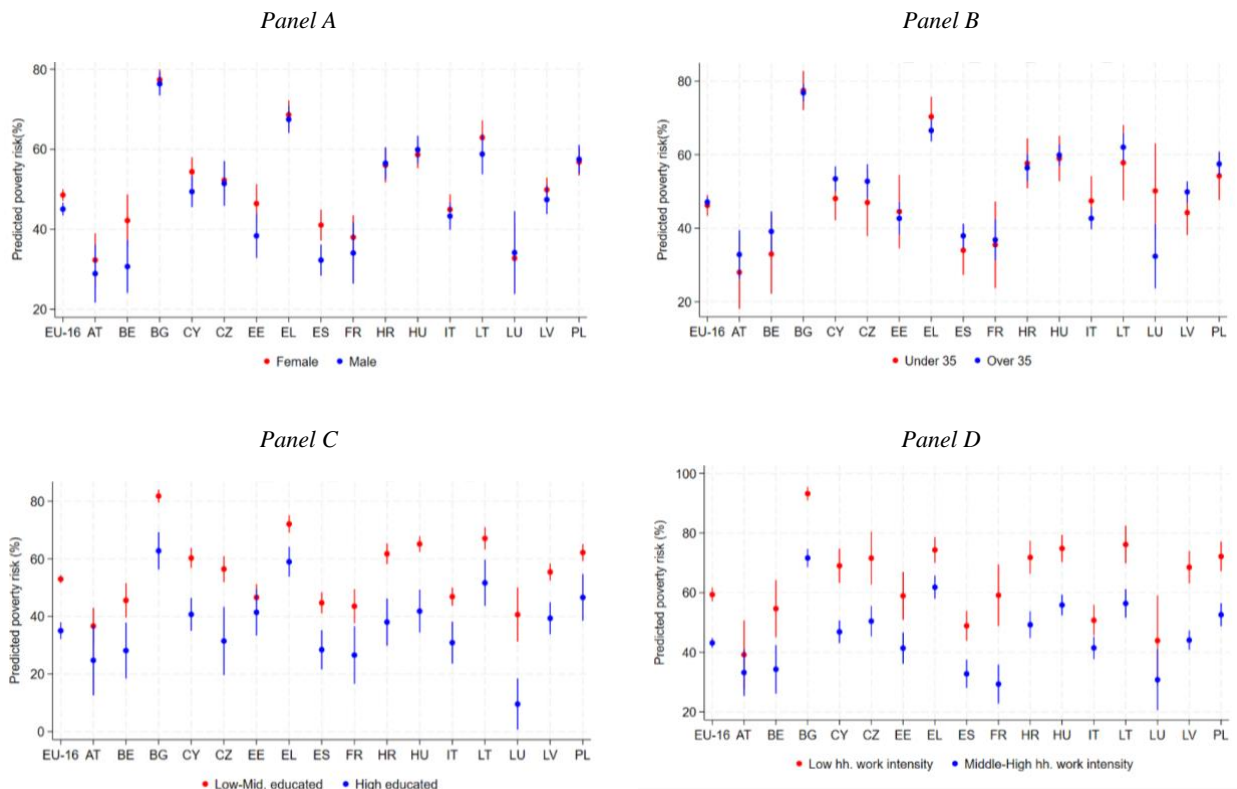 Panel A
Predicted poverty risk(%)
80
60
40
20
EU-16 AT BE BG CY CZ EE EL ES FR HR HU IT LT LU LV PL
Female Male
Panel B
Predicted poverty risk (%)
80
60
40
20
EU-16 AT BE BG CY CZ EE EL ES FR HR HU IT LT LU LV PL
Under 35 Over 35
Panel C
Predicted poverty risk (%)
80
60
40
20
0
EU-16 AT BE BG CY CZ EE EL ES FR HR HU IT LT LU LV PL
Low-Mid. educated High educated
Panel D
Predicted poverty risk (%)
100
80
60
40
20
EU-16 AT BE BG CY CZ EE EL ES FR HR HU IT LT LU LV PL
Low hh. work intensity Middle-High hh. work intensity